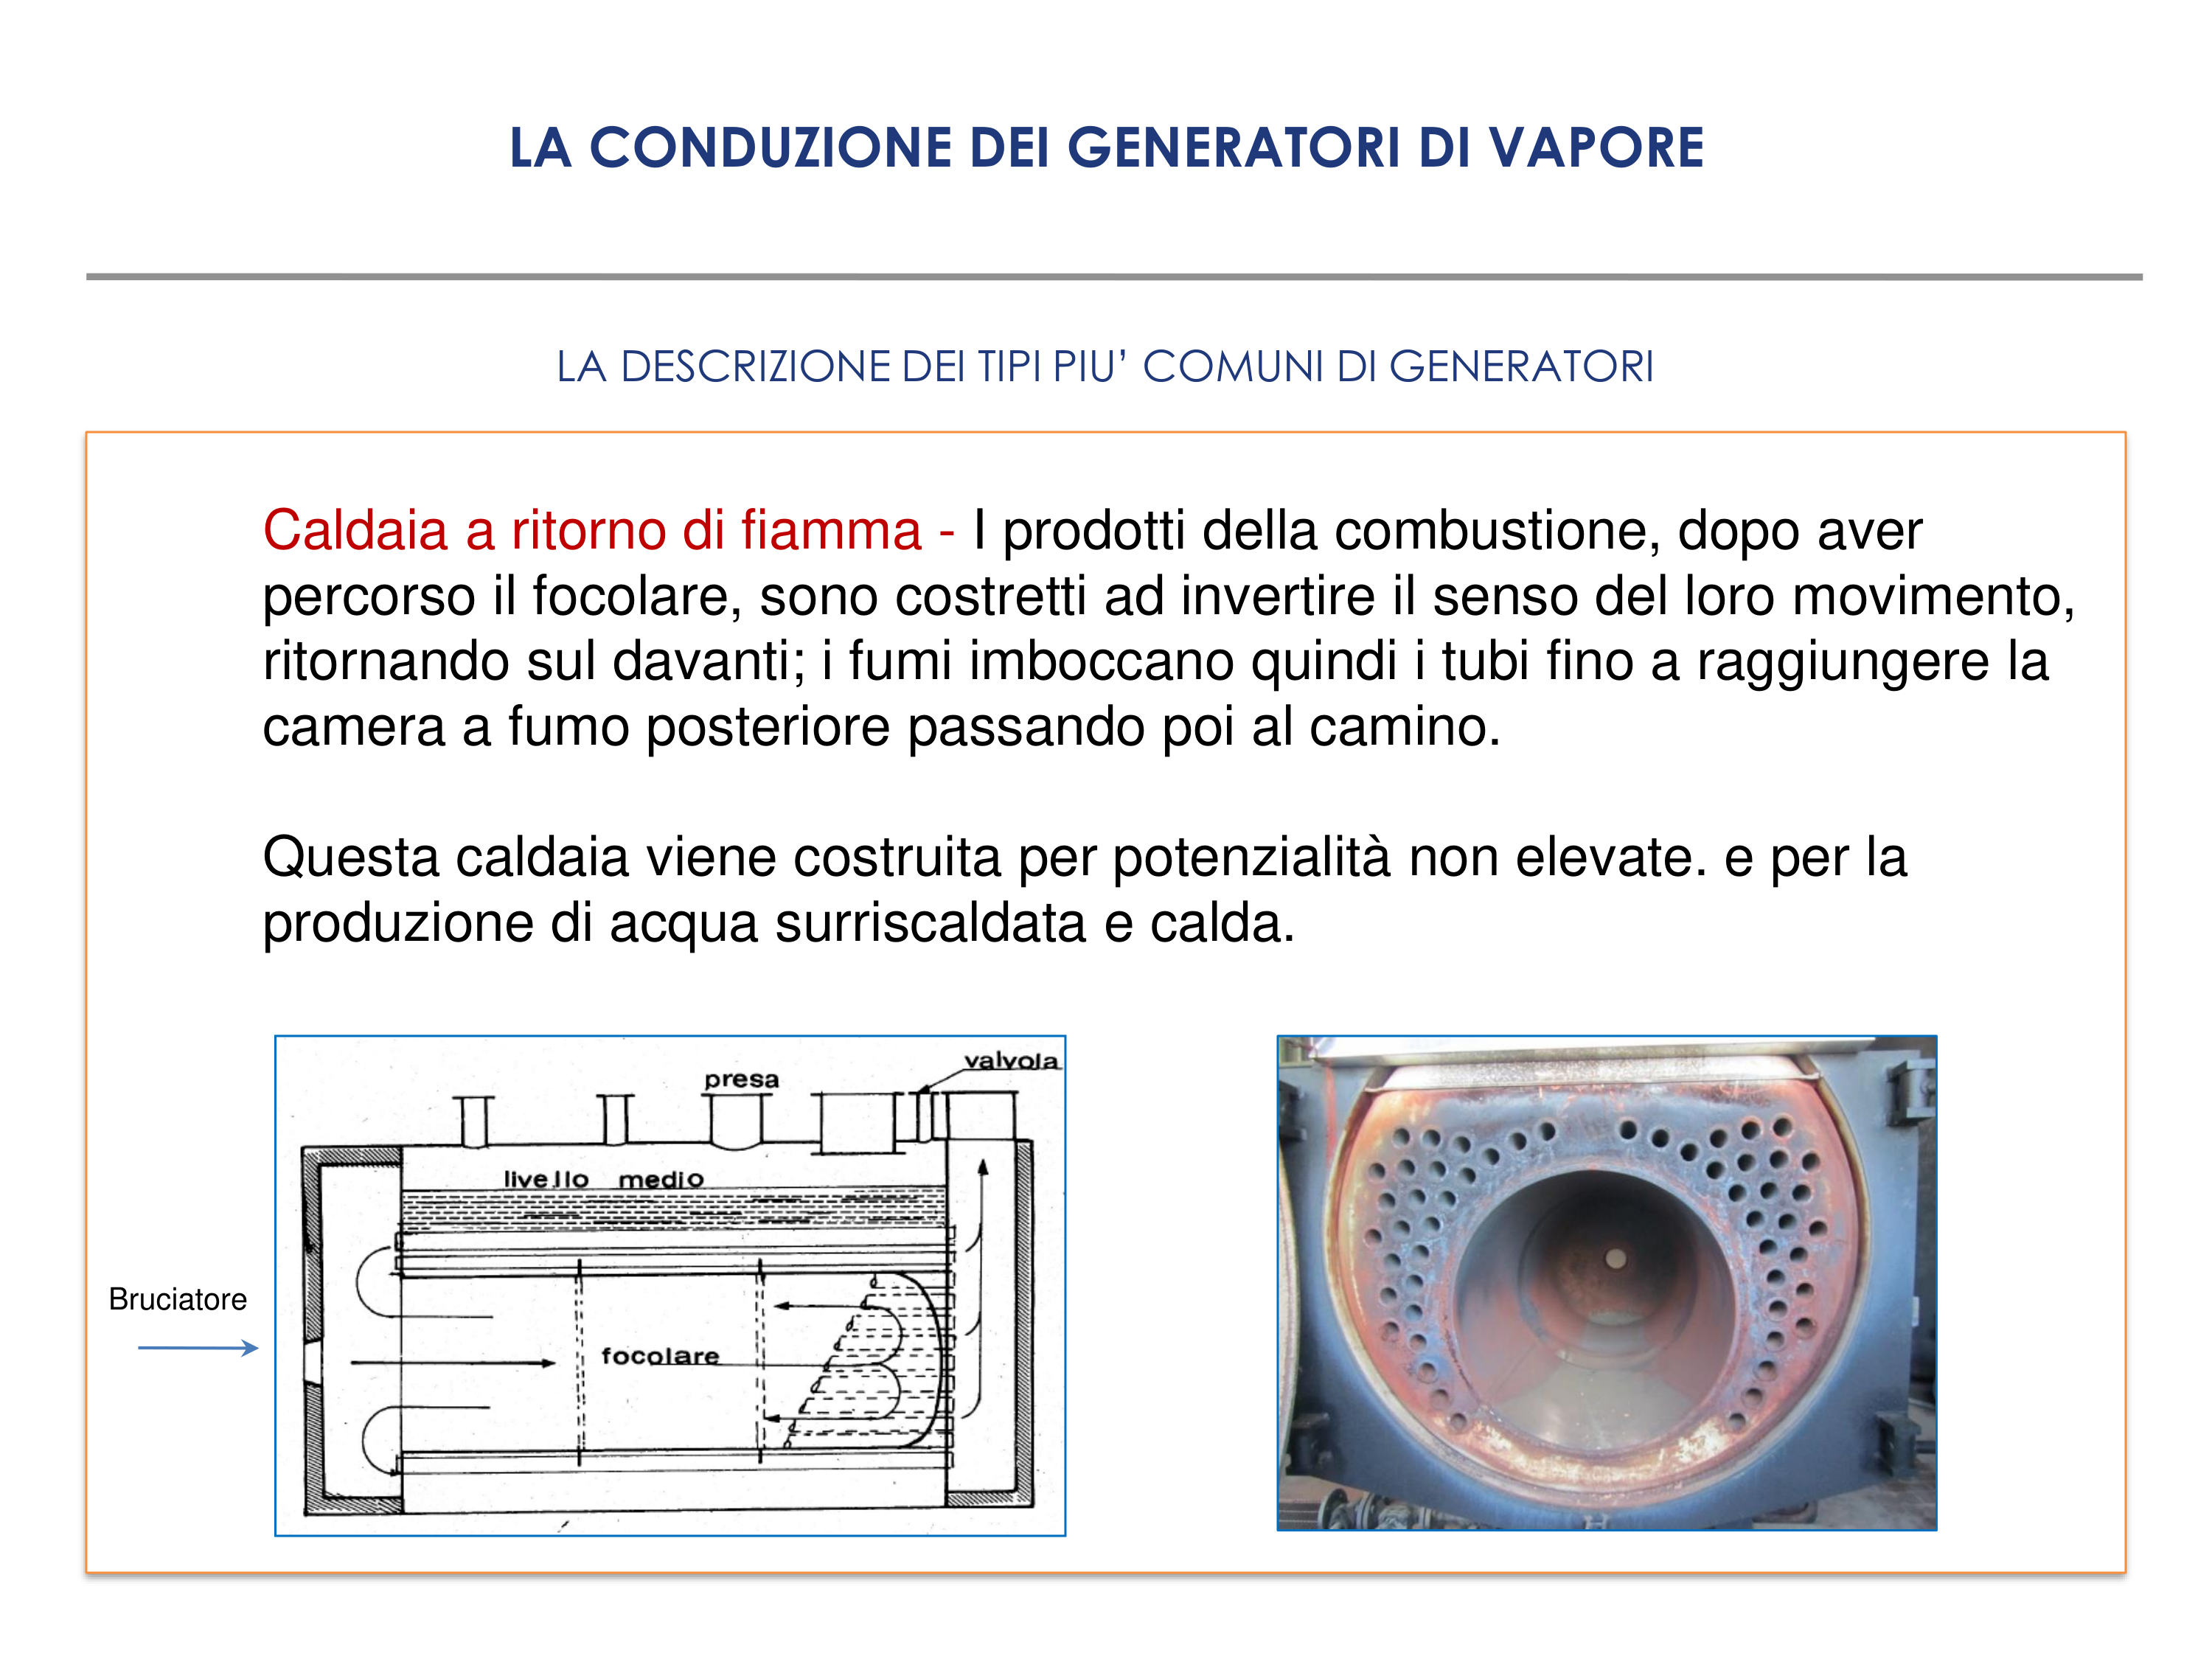 LA CONDUZIONE DEI GENERATORI DI VAPORE
LA DESCRIZIONE DEI TIPI PIU’ COMUNI DI GENERATORI
Caldaia a ritorno di fiamma - I prodotti della combustione, dopo aver
percorso il focolare, sono costretti ad invertire il senso del loro movimento,
ritornando sul davanti; i fumi imboccano quindi i tubi fino a raggiungere la
camera a fumo posteriore passando poi al camino.
Questa caldaia viene costruita per potenzialità non elevate. e per la
produzione di acqua surriscaldata e calda.
valvola
presa
livello medio
Bruciatore
focolare